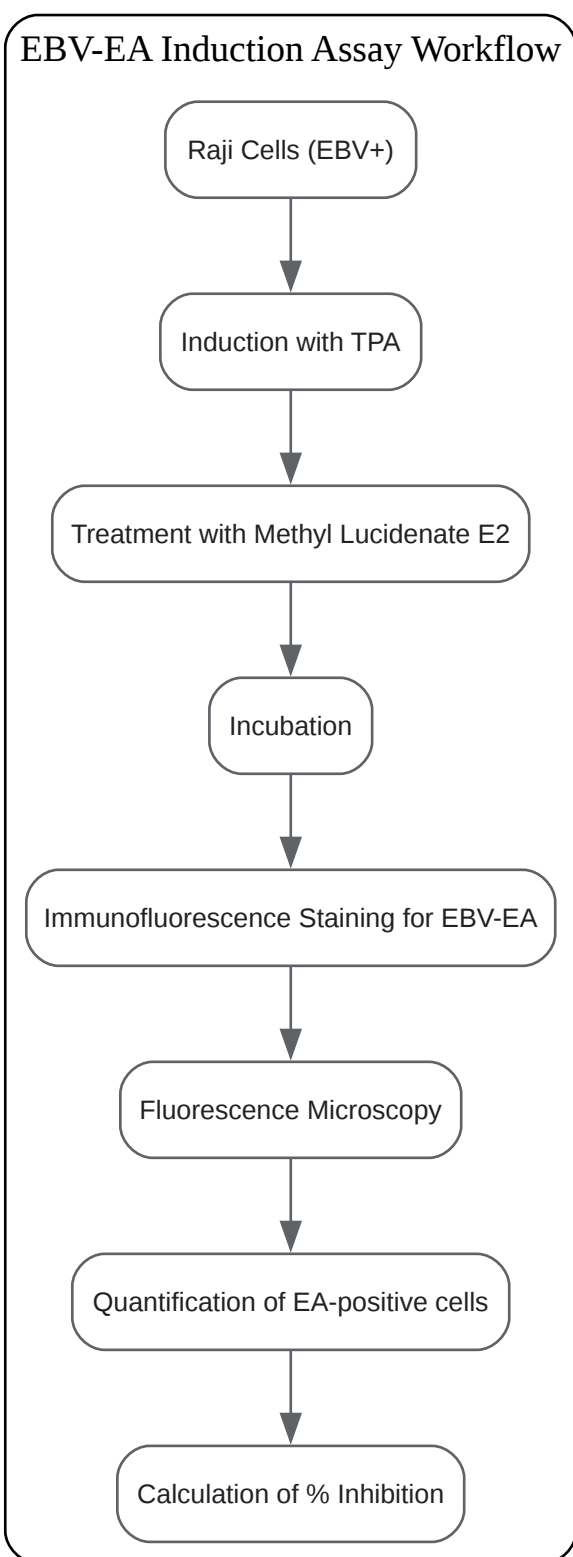 EBV-EA Induction Assay Workflow
Raji Cells (EBV+)
Induction with TPA
Treatment with Methyl Lucidenate E2
Incubation
Immunofluorescence Staining for EBV-EA
Fluorescence Microscopy
Quantification of EA-positive cells
Calculation of % Inhibition